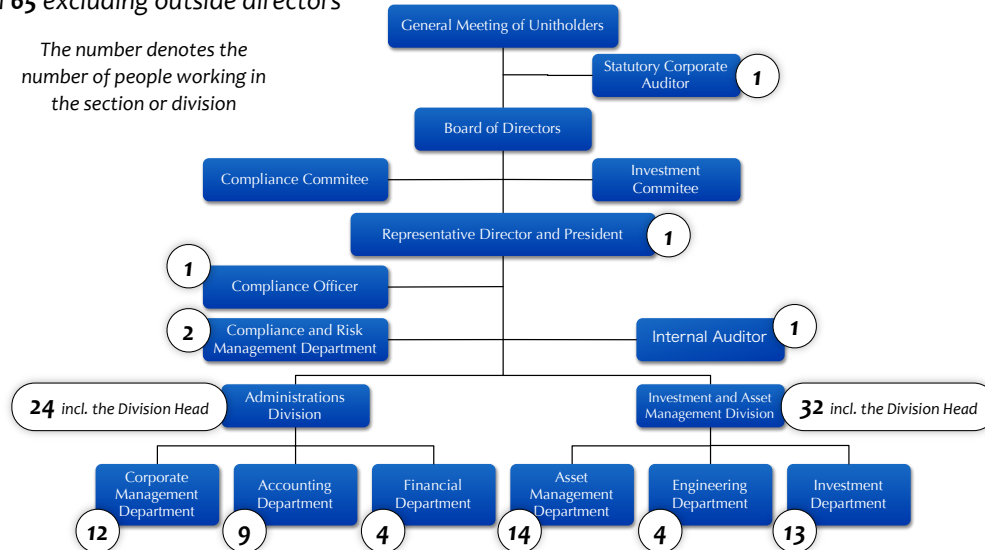 65 excluding outside directors
The number denotes the
number of people working in
the section or division
General Meeting of Unitholders
Statutory Corporate
Auditor
1
Board of Directors
Compliance Commitee
Investment
Commitee
Representative Director and President
1
1
Compliance Officer
2
Compliance and Risk
Management Department
Internal Auditor
1
24 incl. the Division Head
Administrations
Division
Investment and Asset
Management Division
32 incl. the Division Head
Corporate
Management
Department
12
Accounting
Department
9
Financial
Department
4
Asset
Management
Department
14
Engineering
Department
4
Investment
Department
13